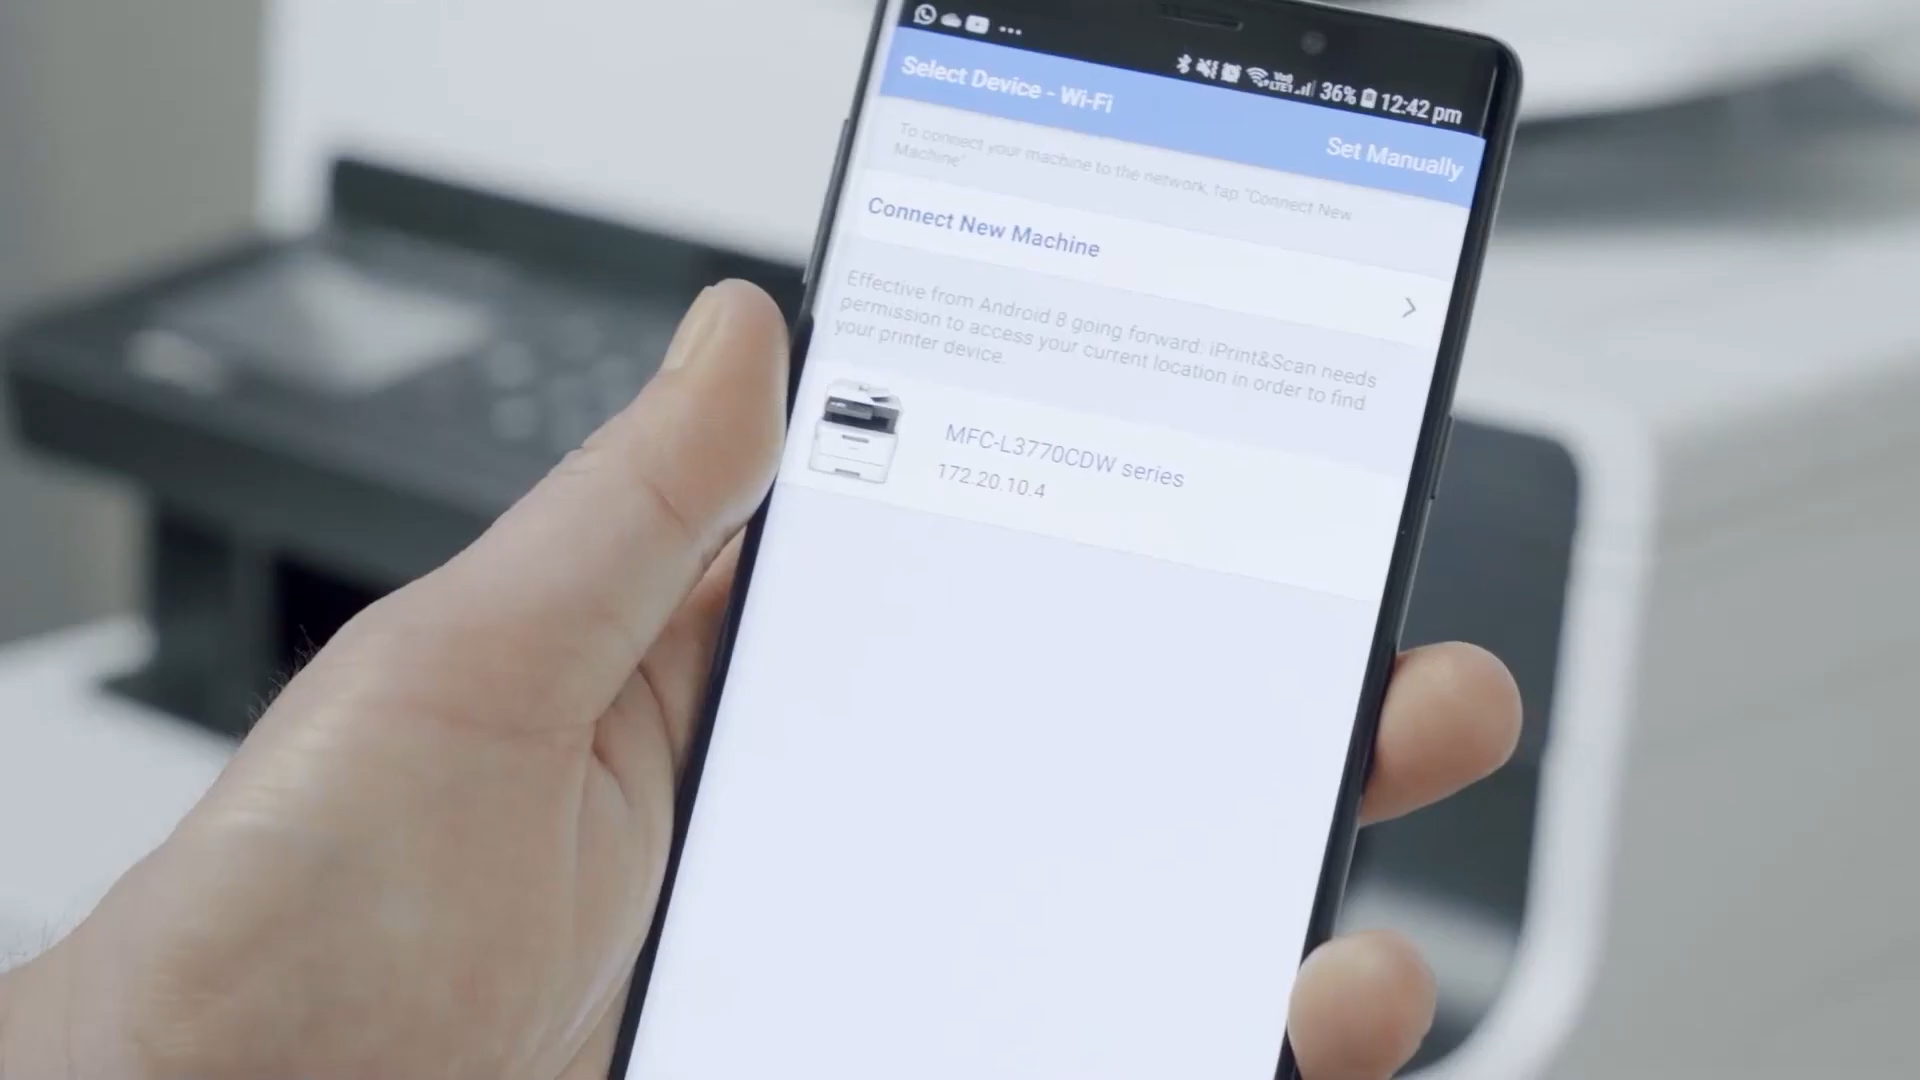 36% 12:42 pm
Select Device - Wi-Fi
Set Manually
To connect your machine to the network, tap "Connect New
Machine"
Connect New Machine
Effective from Android 8 going forward. iPrint&Scan needs
permission to access your current location in order to find
your printer device.
MFC-L3770CDW series
172.20.10.4